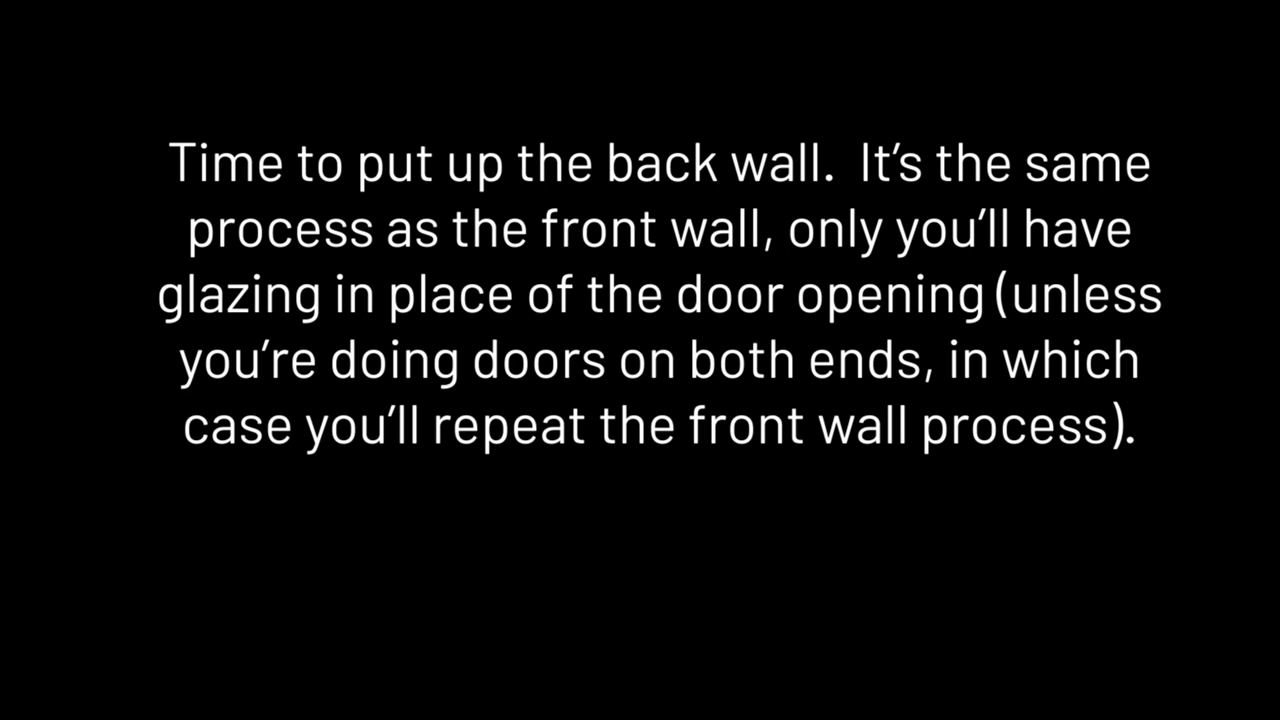 Time to put up the back wall.  It’s the same
process as the front wall, only you’ll have
glazing in place of the door opening (unless
you’re doing doors on both ends, in which
case you’ll repeat the front wall process).